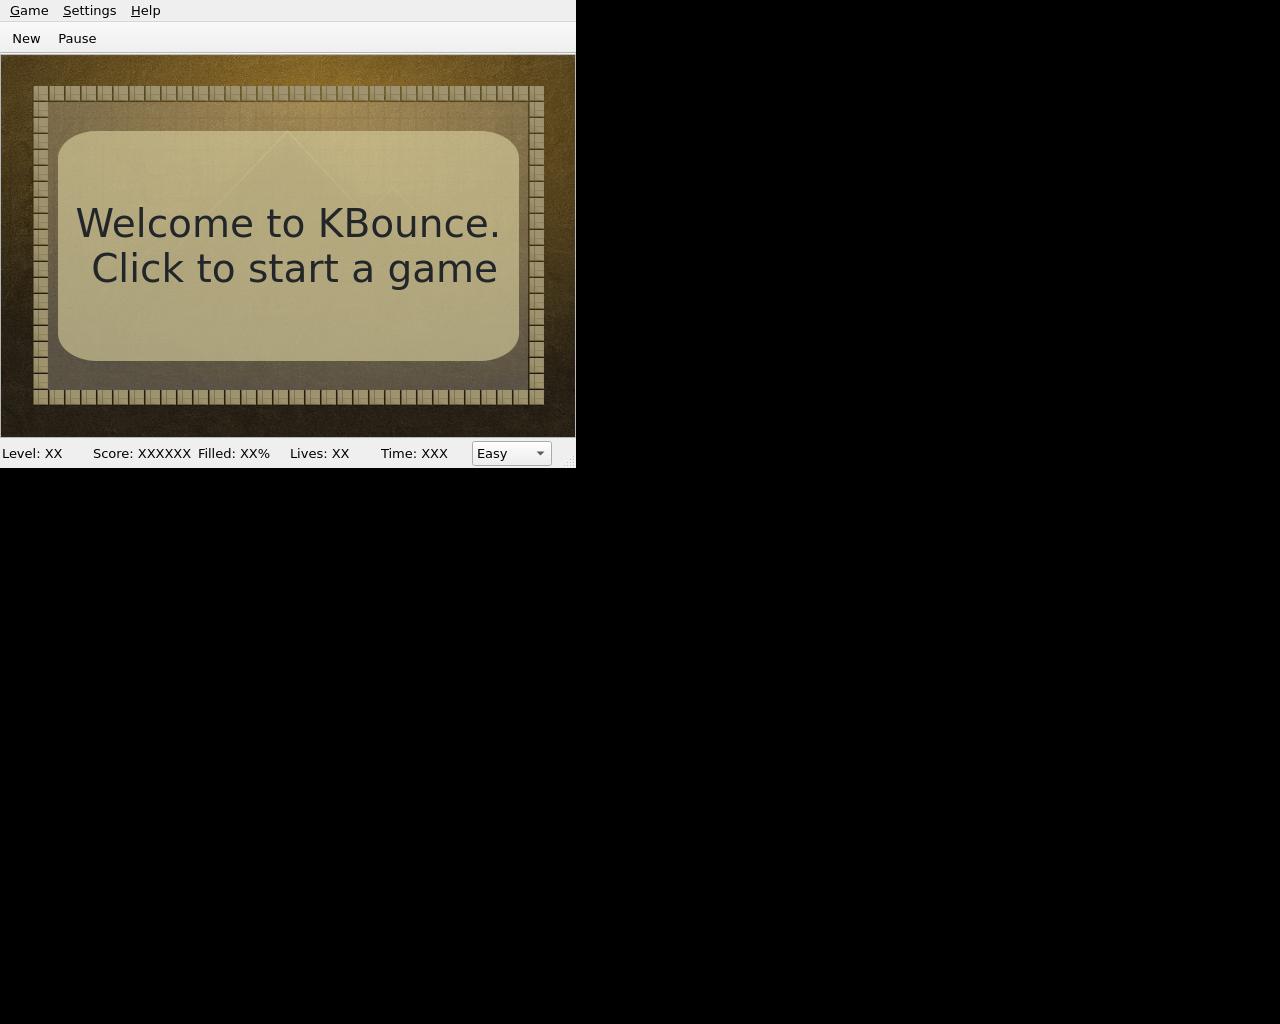 Game Settings Help
New Pause
Welcome to KBounce.
Click to start a game
Level: XX Score: XXXXXX Filled: XX% Lives: XX Time: XXX Easy